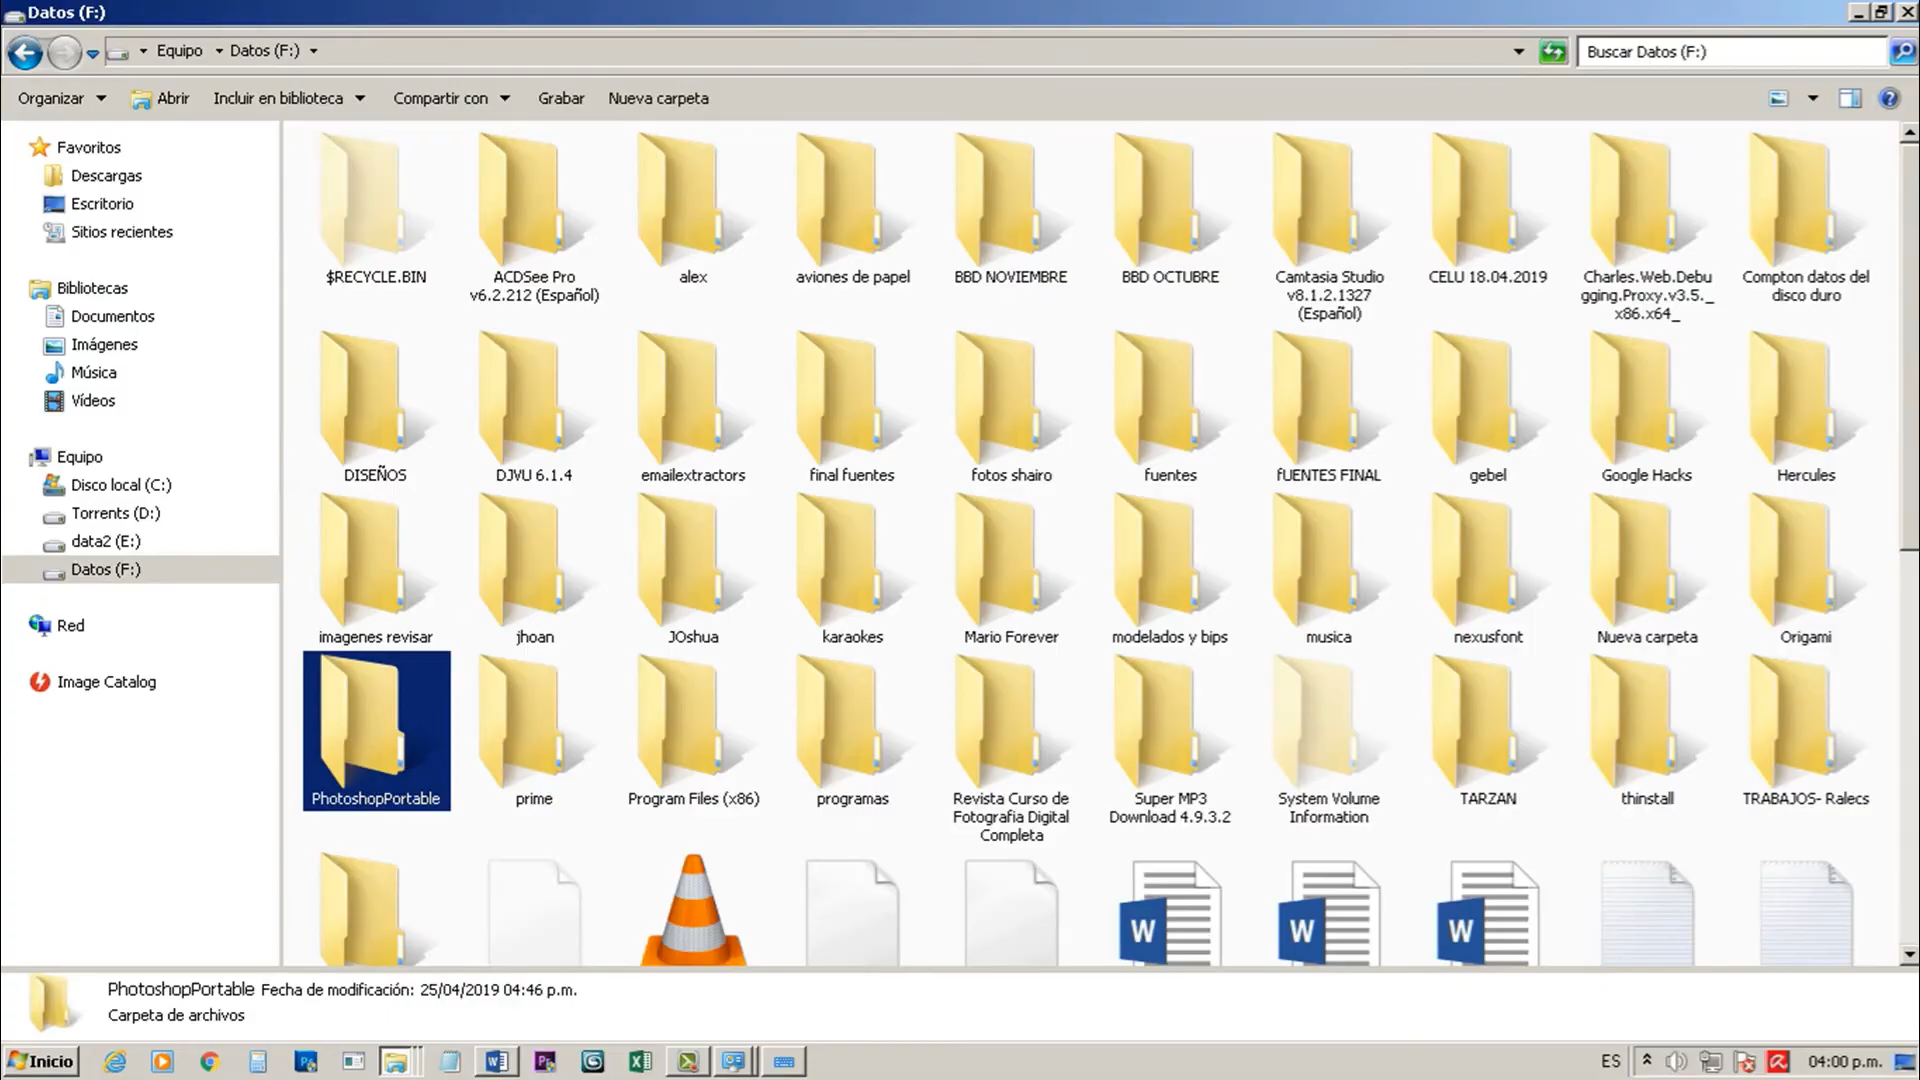 Datos (F:)
Equipo Datos (F:)
Buscar Datos (F:)
Organizar Abrir Incluir en biblioteca Compartir con Grabar Nueva carpeta
Favoritos
Descargas
Escritorio
Sitios recientes
Bibliotecas
Documentos
Imágenes
Música
Vídeos
Equipo
Disco local (C:)
Torrents (D:)
data2 (E:)
Datos (F:)
Red
Image Catalog
$RECYCLE.BIN
ACDSee Pro
v6.2.212 (Español)
alex
aviones de papel
BBD NOVIEMBRE
BBD OCTUBRE
Camtasia Studio
v8.1.2.1327
(Español)
CELU 18.04.2019
Charles.Web.Debu
gging.Proxy.v3.5._
x86.x64_
Compton datos del
disco duro
DISEÑOS
DJVU 6.1.4
emailextractors
final fuentes
fotos shairo
fuentes
fUENTES FINAL
gebel
Google Hacks
Hercules
imagenes revisar
jhoan
JOshua
karaokes
Mario Forever
modelados y bips
musica
nexusfont
Nueva carpeta
Origami
PhotoshopPortable
prime
Program Files (x86)
programas
Revista Curso de
Fotografia Digital
Completa
Super MP3
Download 4.9.3.2
System Volume
Information
TARZAN
thinstall
TRABAJOS- Ralecs
W
W
W
PhotoshopPortable Fecha de modificación: 25/04/2019 04:46 p.m.
Carpeta de archivos
Inicio
ES
04:00 p.m.